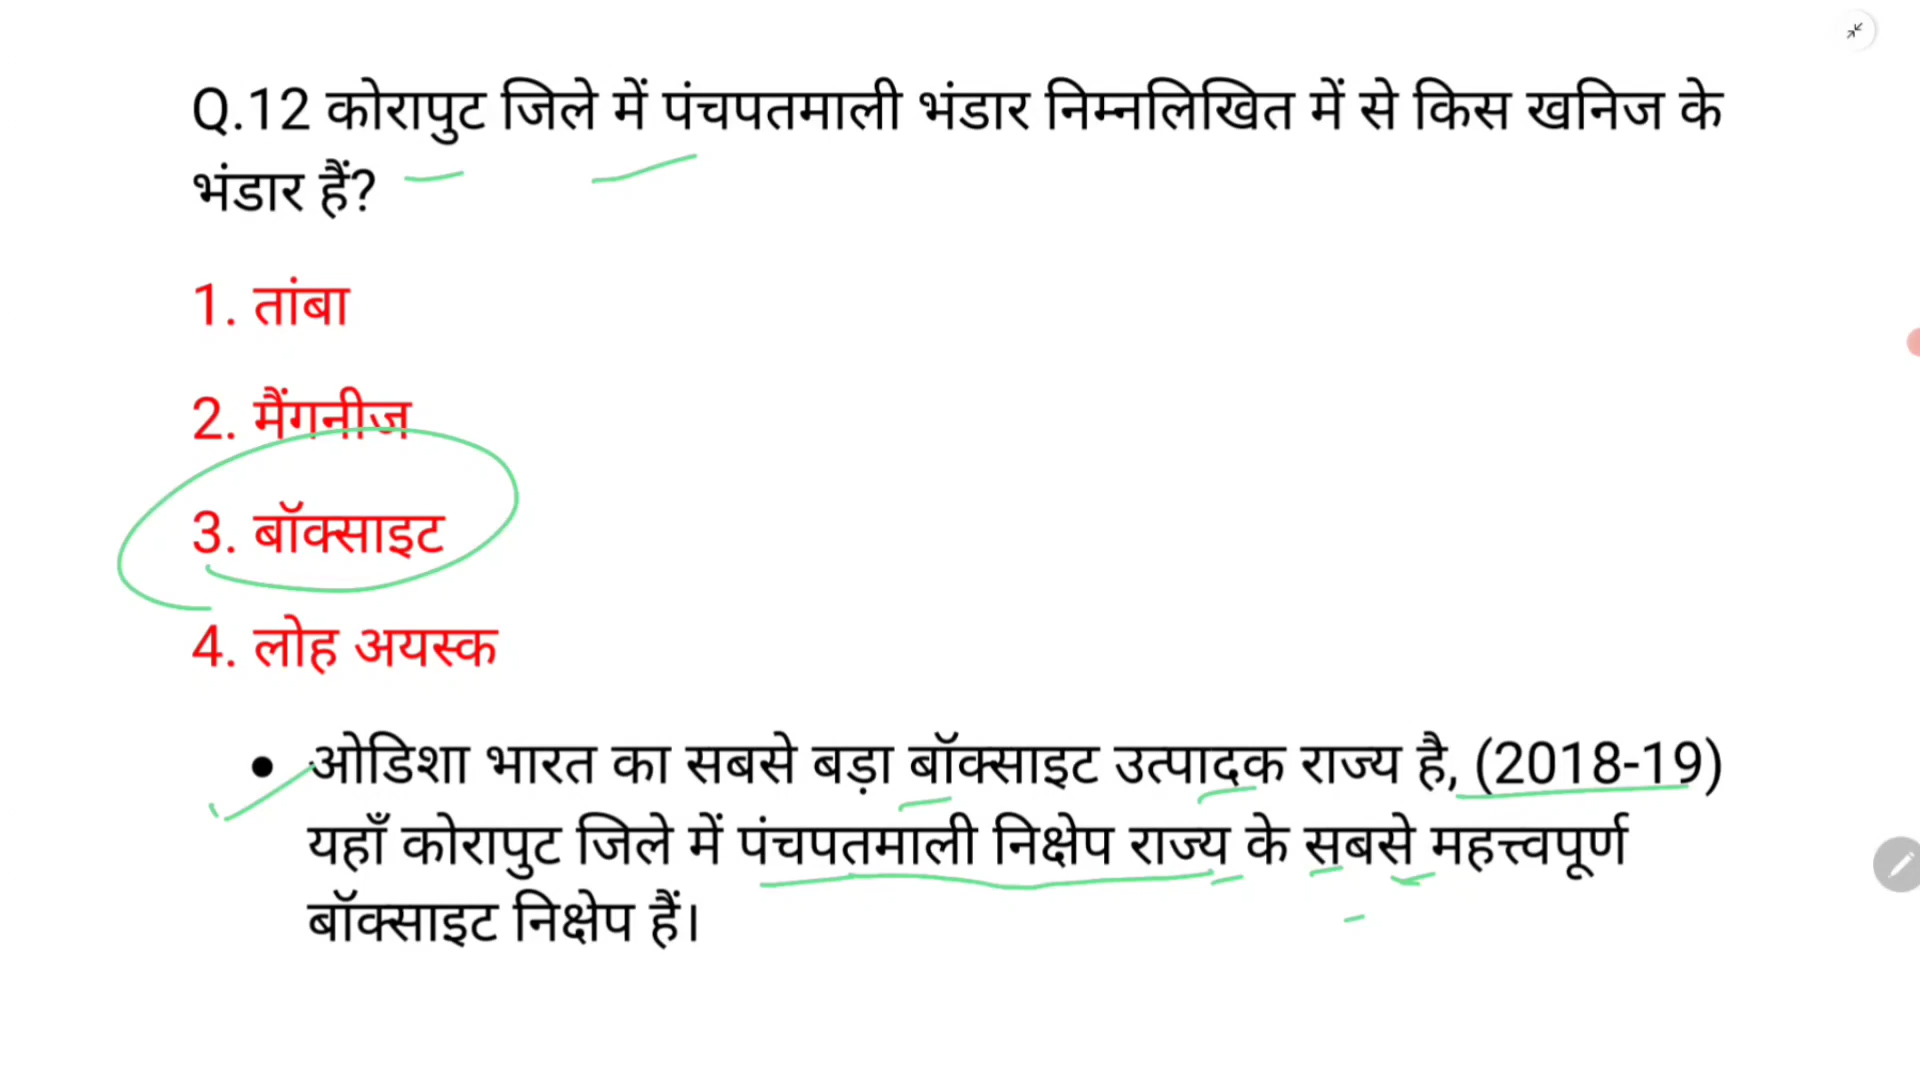 Q.12 कोरापुट जिले में पंचपतमाली भंडार निम्नलिखित में से किस खनिज के
भंडार हैं?
1. तांबा
2. मैंगनीज
3. बॉक्साइट
4. लोह अयस्क
• ओडिशा भारत का सबसे बड़ा बॉक्साइट उत्पादक राज्य है, (2018-19)
यहाँ कोरापुट जिले में पंचपतमाली निक्षेप राज्य के सबसे महत्त्वपूर्ण
बॉक्साइट निक्षेप हैं।